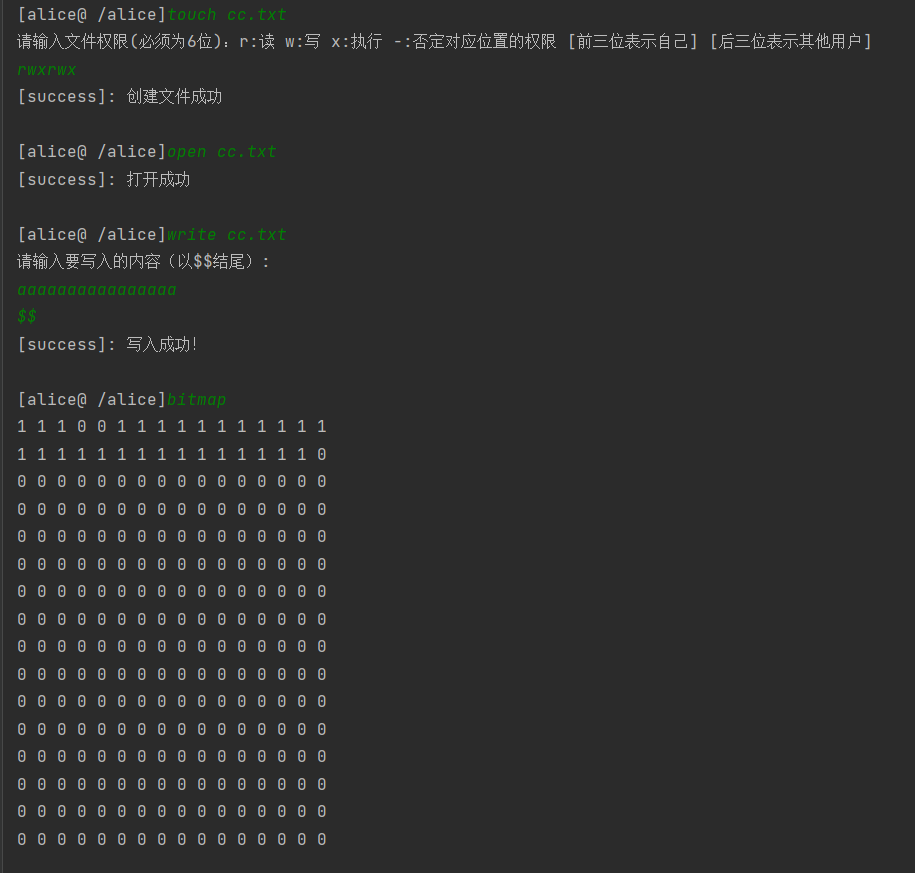 [alice@ /alice]touch cc.txt
请输入文件权限(必须为6位): r:读 w:写 x:执行 -:否定对应位置的权限 [前三位表示自己] [后三位表示其他用户]
rwxrwx
[success]: 创建文件成功
[alice@ /alice]open cc.txt
[success]: 打开成功
[alice@ /alice]write cc.txt
请输入要写入的内容（以$$结尾）:
aaaaaaaaaaaaaaaa
$$
[success]: 写入成功!
[alice@ /alice]bitmap
1 1 1 0 0 1 1 1 1 1 1 1 1 1 1 1
1 1 1 1 1 1 1 1 1 1 1 1 1 1 1 0
0 0 0 0 0 0 0 0 0 0 0 0 0 0 0 0
0 0 0 0 0 0 0 0 0 0 0 0 0 0 0 0
0 0 0 0 0 0 0 0 0 0 0 0 0 0 0 0
0 0 0 0 0 0 0 0 0 0 0 0 0 0 0 0
0 0 0 0 0 0 0 0 0 0 0 0 0 0 0 0
0 0 0 0 0 0 0 0 0 0 0 0 0 0 0 0
0 0 0 0 0 0 0 0 0 0 0 0 0 0 0 0
0 0 0 0 0 0 0 0 0 0 0 0 0 0 0 0
0 0 0 0 0 0 0 0 0 0 0 0 0 0 0 0
0 0 0 0 0 0 0 0 0 0 0 0 0 0 0 0
0 0 0 0 0 0 0 0 0 0 0 0 0 0 0 0
0 0 0 0 0 0 0 0 0 0 0 0 0 0 0 0
0 0 0 0 0 0 0 0 0 0 0 0 0 0 0 0
0 0 0 0 0 0 0 0 0 0 0 0 0 0 0 0